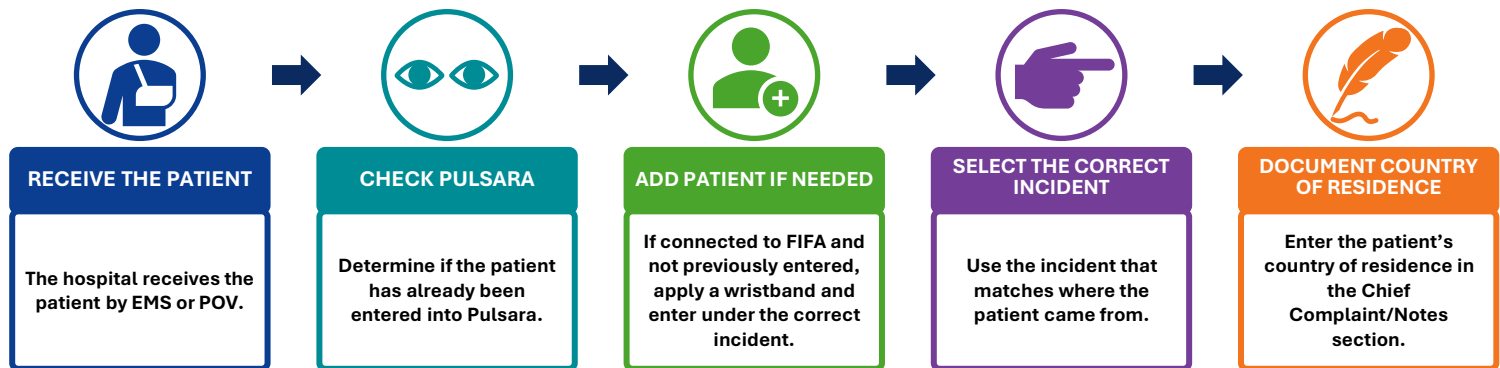 RECEIVE THE PATIENT
The hospital receives the
patient by EMS or POV.
CHECK PULSARA
Determine if the patient
has already been
entered into Pulsara.
ADD PATIENT IF NEEDED
If connected to FIFA and
not previously entered,
apply a wristband and
enter under the correct
incident.
SELECT THE CORRECT
INCIDENT
Use the incident that
matches where the
patient came from.
DOCUMENT COUNTRY
OF RESIDENCE
Enter the patient’s
country of residence in
the Chief
Complaint/Notes
section.